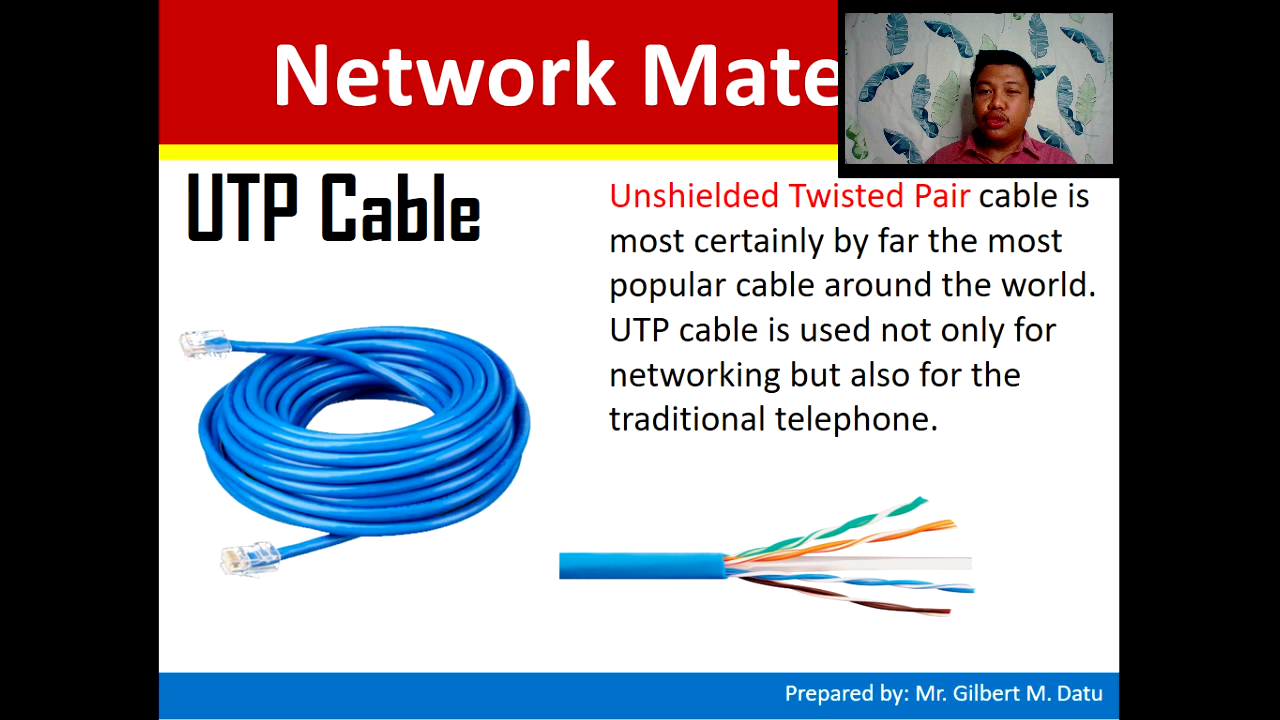 Network Mate
UTP Cable
Unshielded Twisted Pair cable is
most certainly by far the most
popular cable around the world.
UTP cable is used not only for
networking but also for the
traditional telephone.
Prepared by: Mr. Gilbert M. Datu